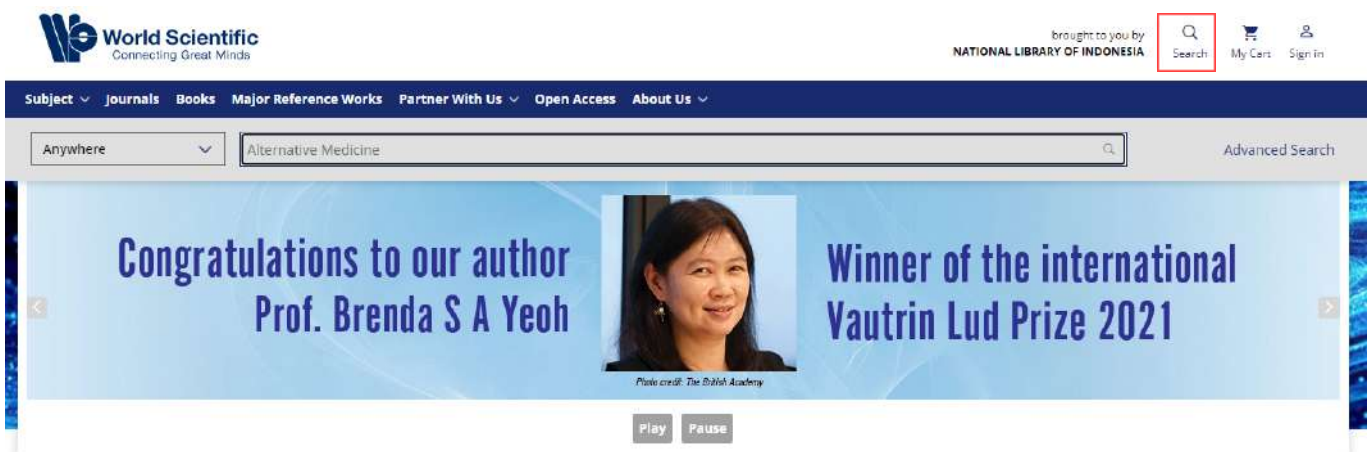 World Scientific
Connecting Great Minds
brought to you by
NATIONAL LIBRARY OF INDONESIA
Search
My Cart
Sign in
Subject Journals Books Major Reference Works Partner With Us Open Access About Us
Anywhere
Alternative Medicine
Advanced Search
Congratulations to our author
Prof. Brenda S A Yeoh
Winner of the international
Vautrin Lud Prize 2021
Photo credit: The British Academy
Play
Pause